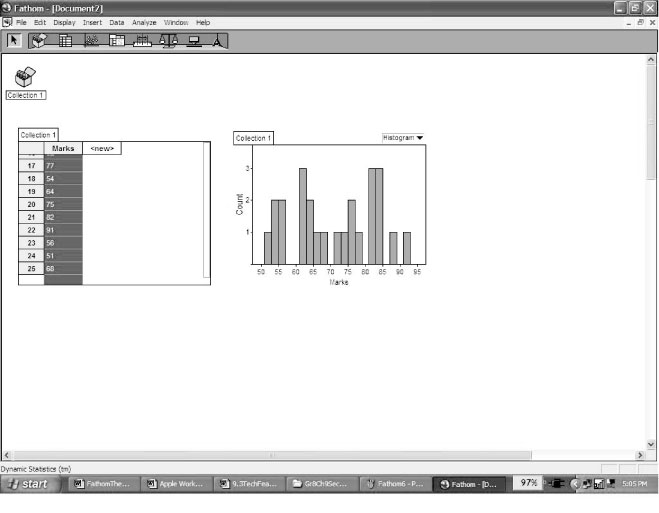 Fathom - [Document7]
File Edit Display Insert Data Analyze Window Help
Collection 1
Collection 1
Marks <new>
17 77
18 54
19 64
20 75
21 82
22 91
23 56
24 51
25 68
Collection 1 Histogram
3
2
1
Count
50 55 60 65 70 75 80 85 90 95
Marks
Dynamic Statistics (tm)
start FathomThe... Apple Work... 9.3TechFea... Gr8Ch9Sec... Fathom6 - P... Fathom - [D... 97% 5:05 PM